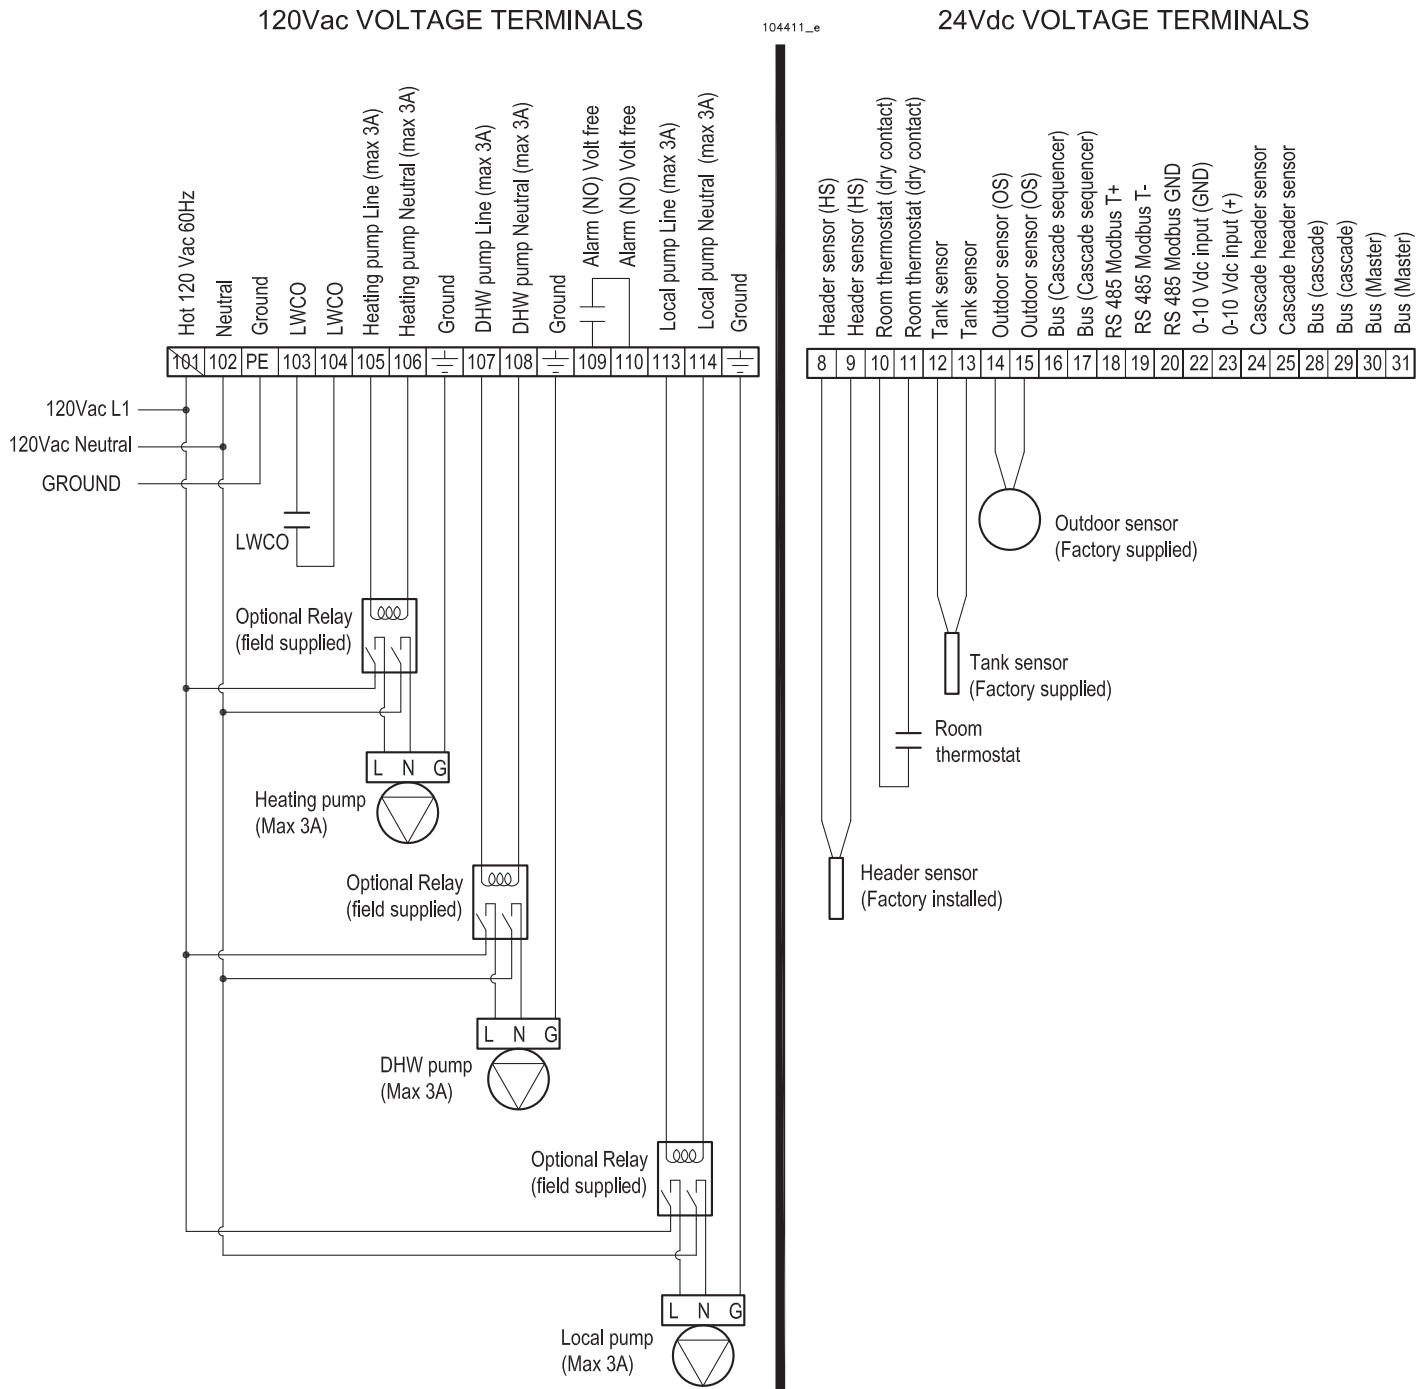 120Vac VOLTAGE TERMINALS
104411_e
24Vdc VOLTAGE TERMINALS
Hot 120 Vac 60Hz
Neutral
Ground
LWCO
LWCO
Heating pump Line (max 3A)
Heating pump Neutral (max 3A)
Ground
DHW pump Line (max 3A)
DHW pump Neutral (max 3A)
Ground
Alarm (NO) Volt free
Alarm (NO) Volt free
Local pump Line (max 3A)
Local pump Neutral (max 3A)
Ground
101 102 PE 103 104 105 106 107 108 109 110 113 114
120Vac L1
120Vac Neutral
GROUND
LWCO
Optional Relay
(field supplied)
L N G
Heating pump
(Max 3A)
Optional Relay
(field supplied)
L N G
DHW pump
(Max 3A)
Optional Relay
(field supplied)
L N G
Local pump
(Max 3A)
Header sensor (HS)
Header sensor (HS)
Room thermostat (dry contact)
Room thermostat (dry contact)
Tank sensor
Tank sensor
Outdoor sensor (OS)
Outdoor sensor (OS)
Bus (Cascade sequencer)
Bus (Cascade sequencer)
RS 485 Modbus T+
RS 485 Modbus T-
RS 485 Modbus GND
0-10 Vdc input (GND)
0-10 Vdc input (+)
Cascade header sensor
Cascade header sensor
Bus (cascade)
Bus (cascade)
Bus (Master)
Bus (Master)
8 9 10 11 12 13 14 15 16 17 18 19 20 22 23 24 25 28 29 30 31
Outdoor sensor
(Factory supplied)
Tank sensor
(Factory supplied)
Room
thermostat
Header sensor
(Factory installed)